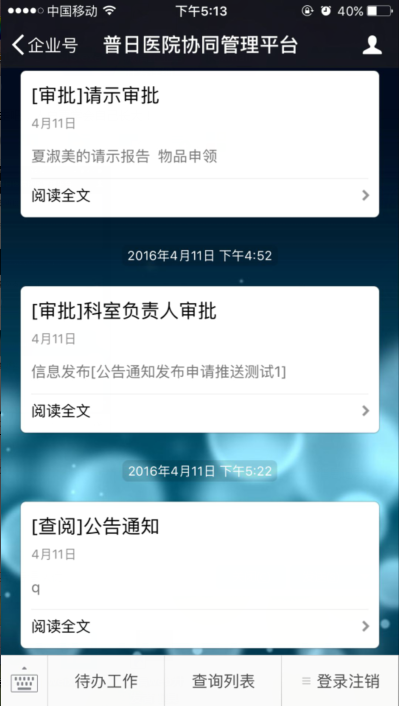 中国移动 下午5:13 40%
企业号 普日医院协同管理平台
[审批]请示审批
4月11日
夏淑美的请示报告 物品申领
阅读全文
2016年4月11日 下午4:52
[审批]科室负责人审批
4月11日
信息发布[公告通知发布申请推送测试1]
阅读全文
2016年4月11日 下午5:22
[查阅]公告通知
4月11日
q
阅读全文
待办工作 查询列表 登录注销